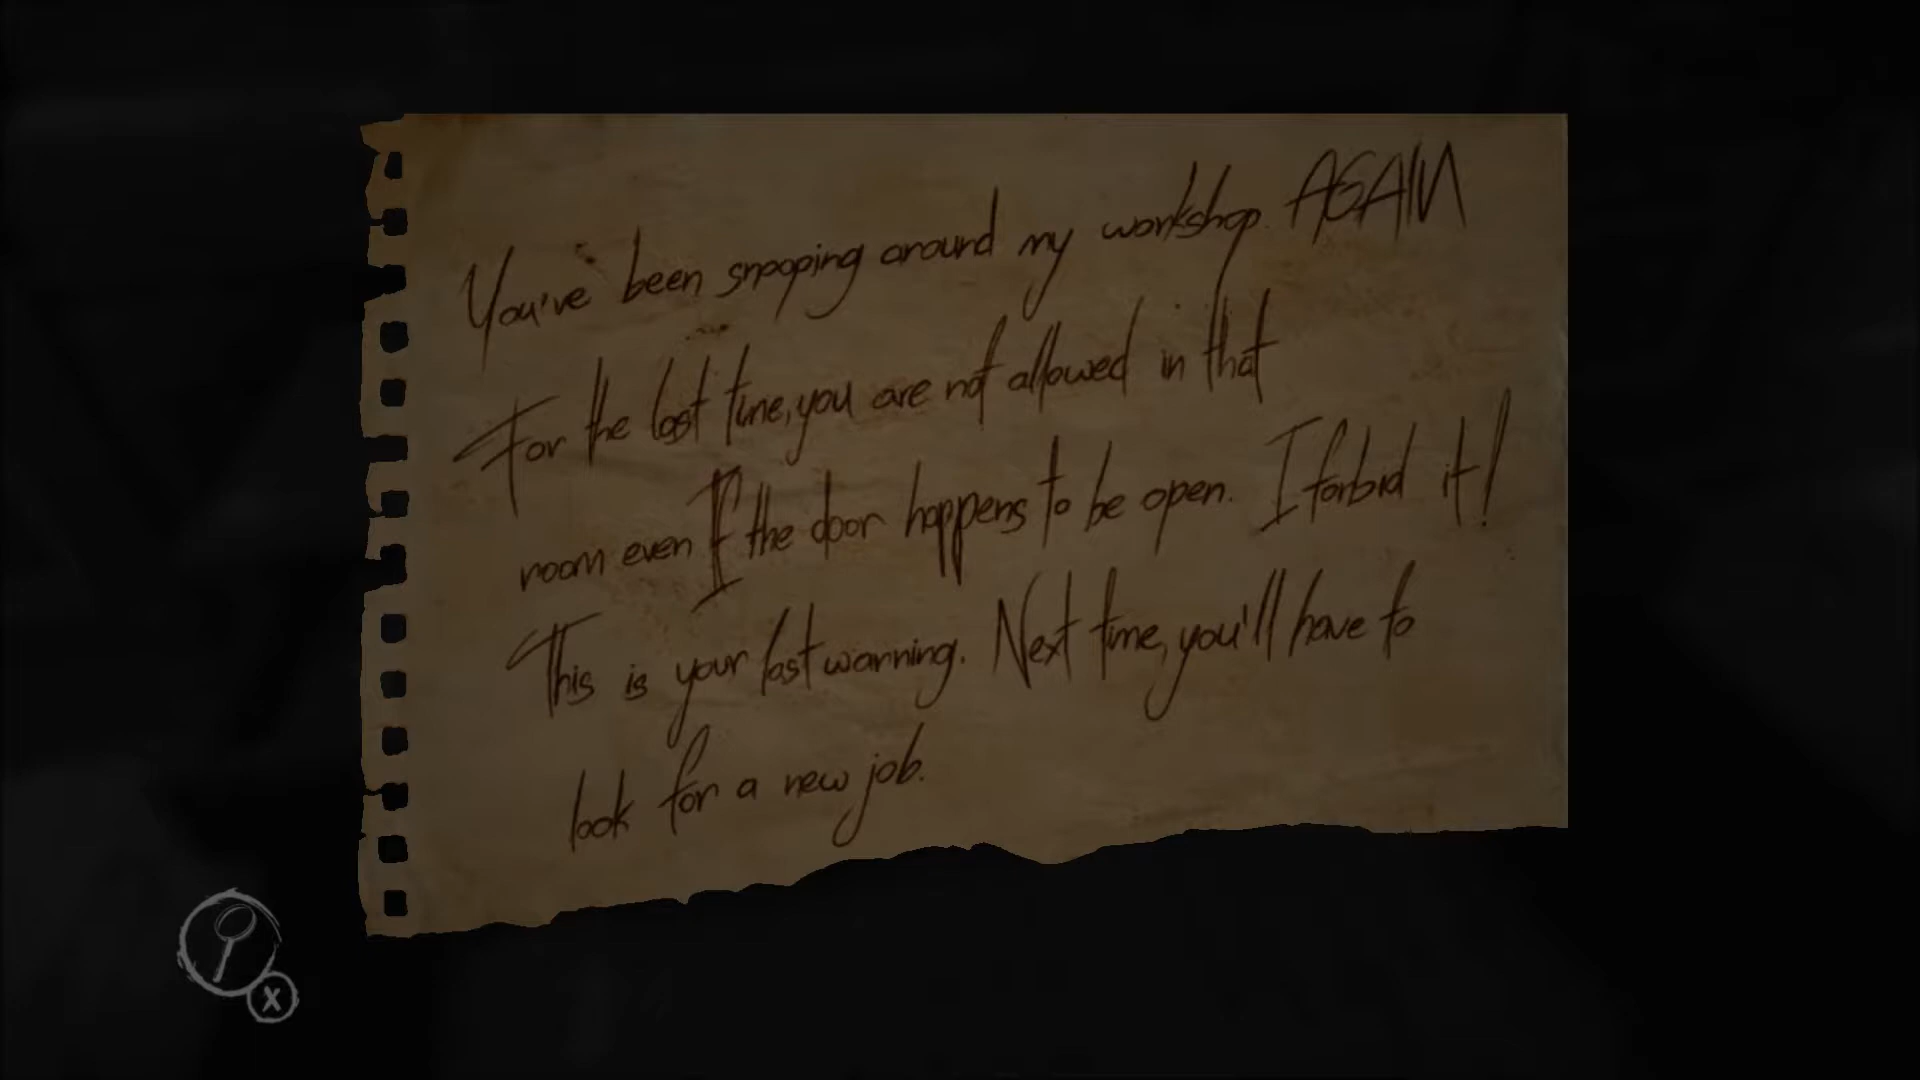 You've been snooping around my workshop. AGAIN
For the last time, you are not allowed in that
room even If the door happens to be open. I forbid it!
This is your last warning. Next time, you'll have to
look for a new job.
X